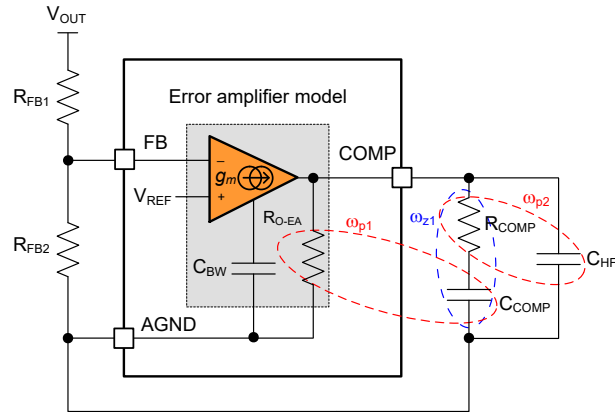 VOUT
RFB1
Error amplifier model
FB
COMP
gm
−
+
VREF
RO-EA
ωp1
ωz1
ωp2
RCOMP
RFB2
CBW
CHF
CCOMP
AGND